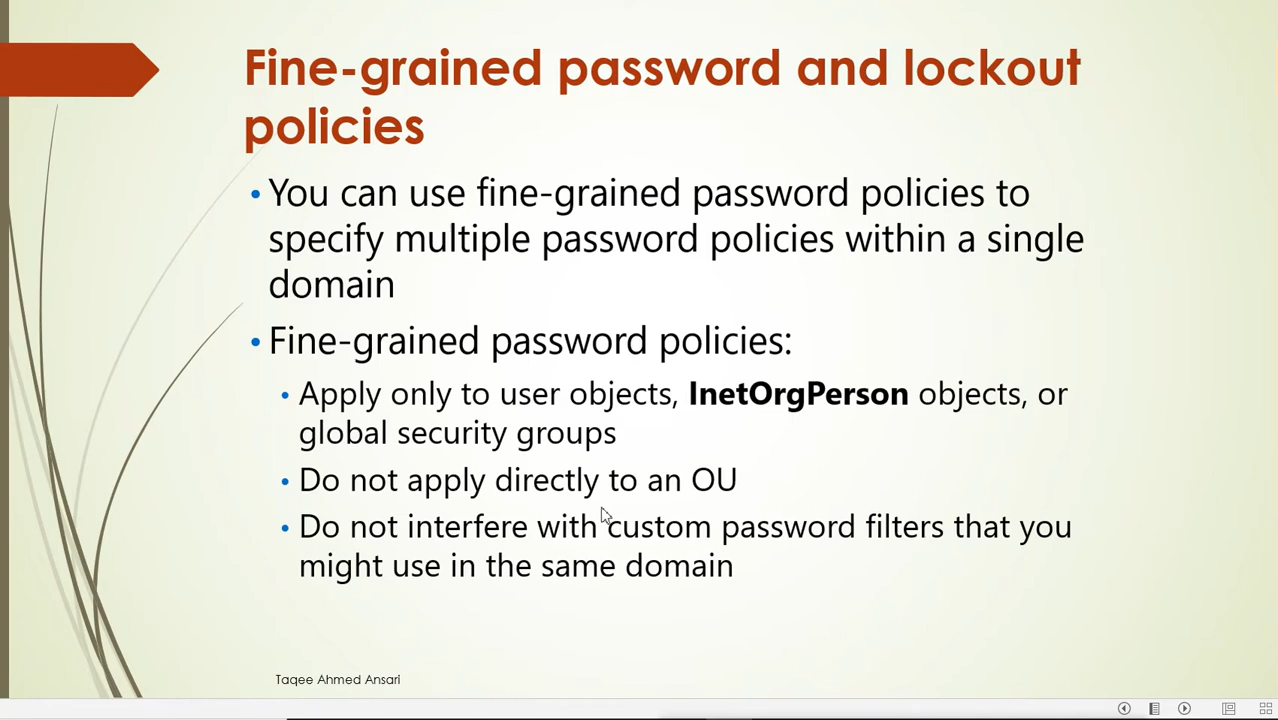 Fine-grained password and lockout
policies
• You can use fine-grained password policies to
specify multiple password policies within a single
domain
• Fine-grained password policies:
• Apply only to user objects, InetOrgPerson objects, or
global security groups
• Do not apply directly to an OU
• Do not interfere with custom password filters that you
might use in the same domain
Taqee Ahmed Ansari